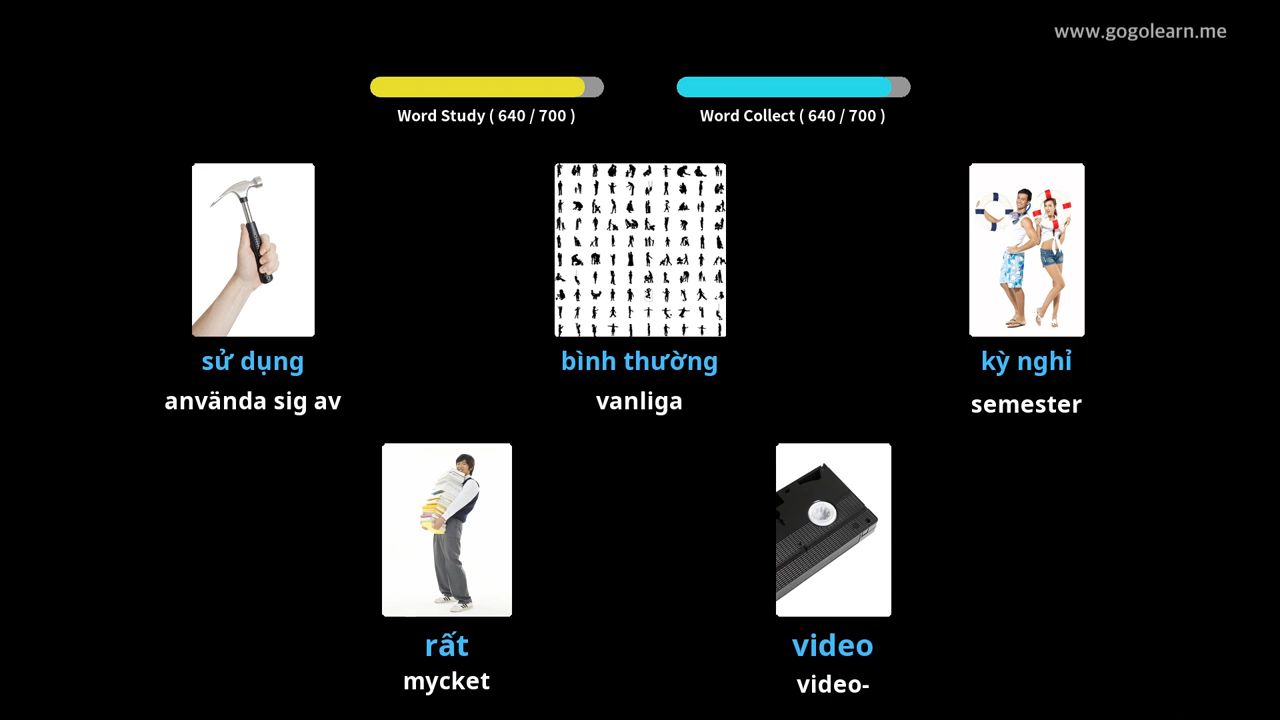 www.gogolearn.me
Word Study ( 640 / 700 )
Word Collect ( 640 / 700 )
sử dụng
bình thường
kỳ nghỉ
använda sig av
vanliga
semester
rất
video
mycket
video-